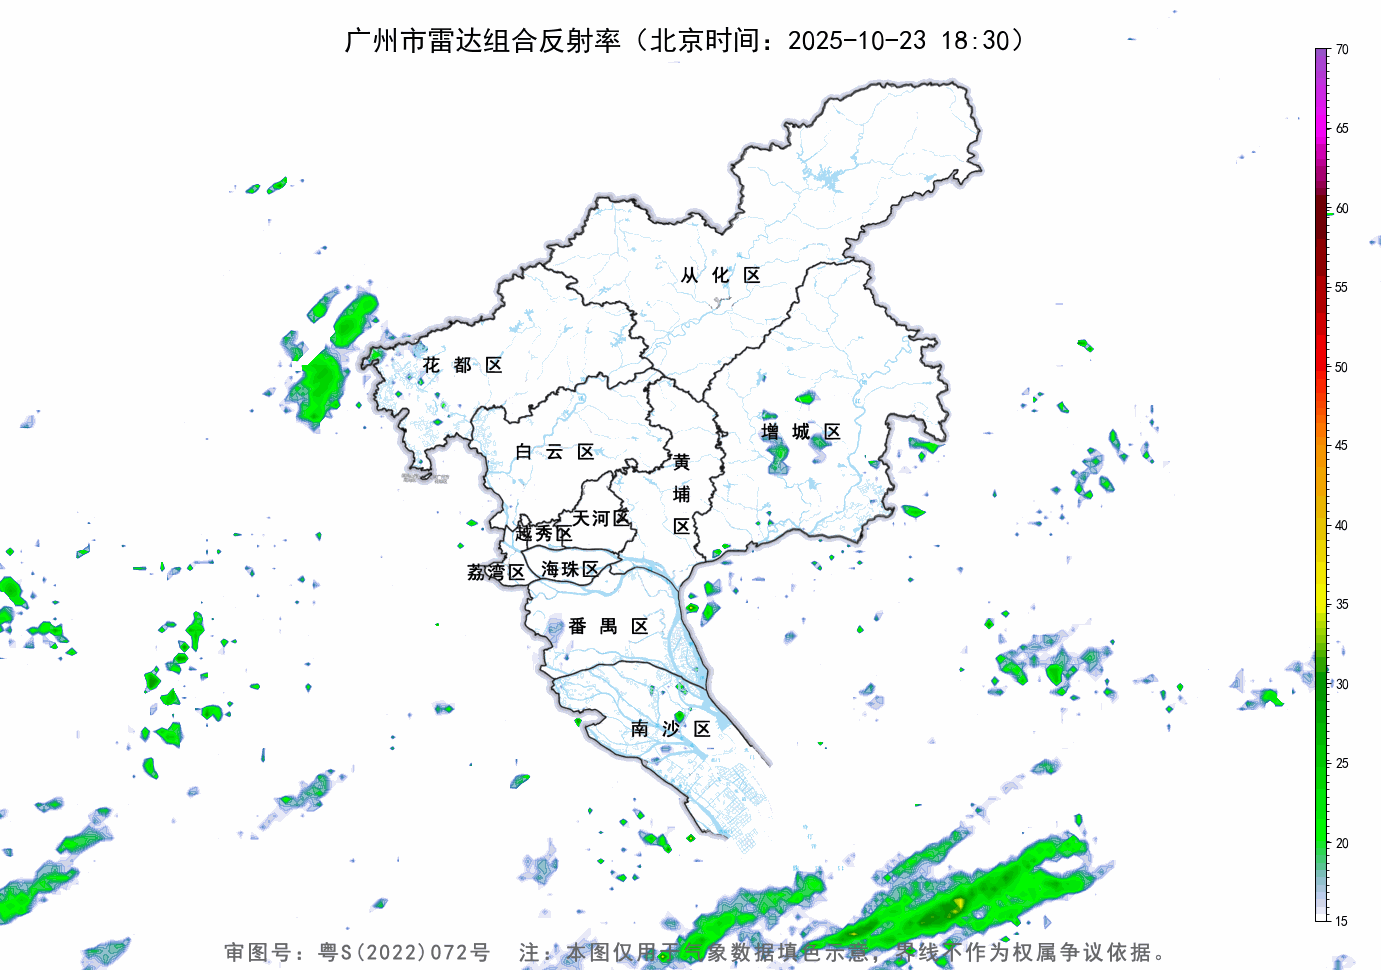 广州市雷达组合反射率（北京时间：2025-10-23 18:30）
70
65
60
55
50
45
40
35
30
25
20
15
从 化 区
花 都 区
增 城 区
白 云 区
黄
埔
区
天河区
越秀区
荔湾区
海珠区
番 禺 区
南 沙 区
审图号：粤S(2022)072号 注：本图仅用于气象数据填色示意，界线不作为权属争议依据。